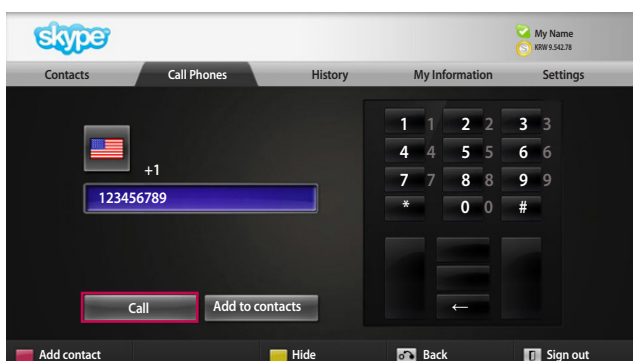 skype
My Name
KRW 9.542.78
Contacts Call Phones History My Information Settings
1 1 2 2 3 3
+1
4 4 5 5 6 6
123456789
7 7 8 8 9 9
* 0 0 #
Call Add to contacts ←
Add contact Hide Back Sign out